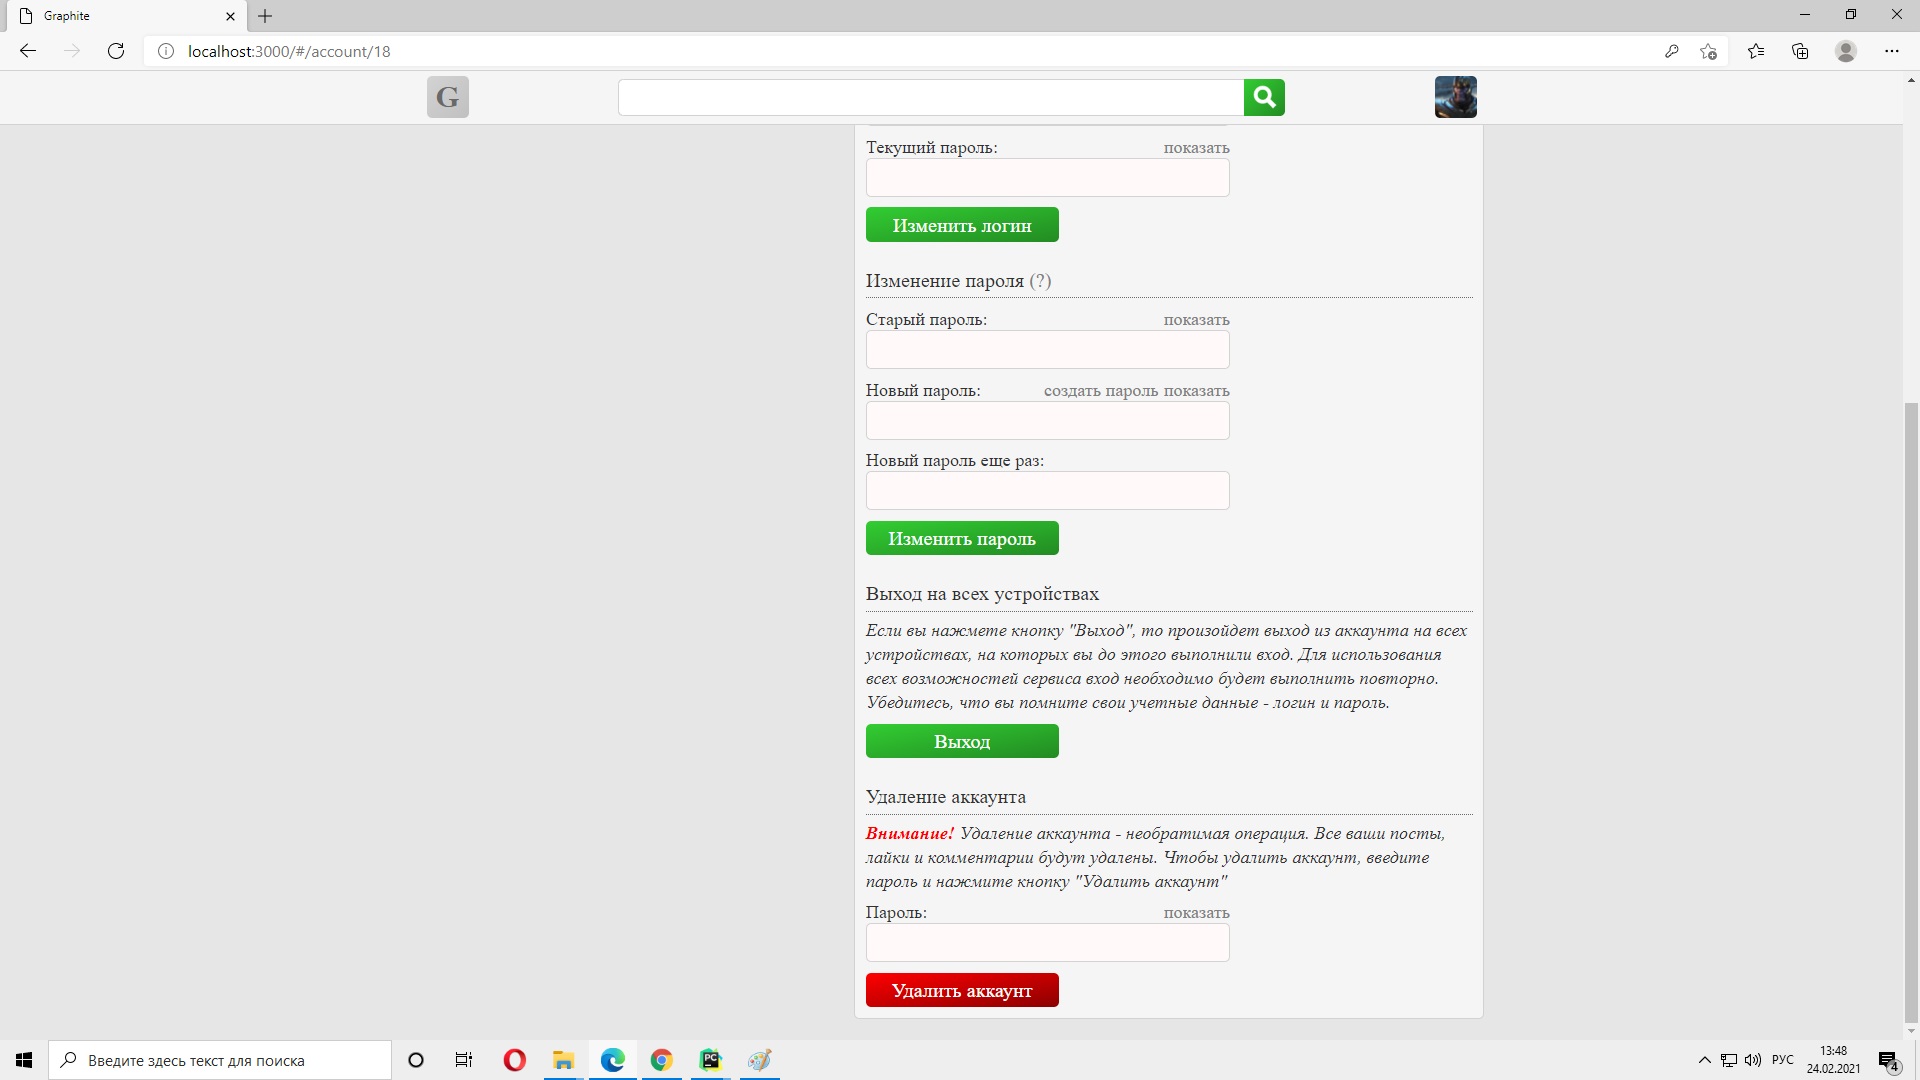 Graphite
localhost:3000/#/account/18
G
Текущий пароль: показать
Изменить логин
Изменение пароля (?)
Старый пароль: показать
Новый пароль: создать пароль показать
Новый пароль еще раз:
Изменить пароль
Выход на всех устройствах
Если вы нажмете кнопку "Выход", то произойдет выход из аккаунта на всех
устройствах, на которых вы до этого выполнили вход. Для использования
всех возможностей сервиса вход необходимо будет выполнить повторно.
Убедитесь, что вы помните свои учетные данные - логин и пароль.
Выход
Удаление аккаунта
Внимание! Удаление аккаунта - необратимая операция. Все ваши посты,
лайки и комментарии будут удалены. Чтобы удалить аккаунт, введите
пароль и нажмите кнопку "Удалить аккаунт"
Пароль: показать
Удалить аккаунт
Введите здесь текст для поиска
PC
РУС
13:48
24.02.2021
4